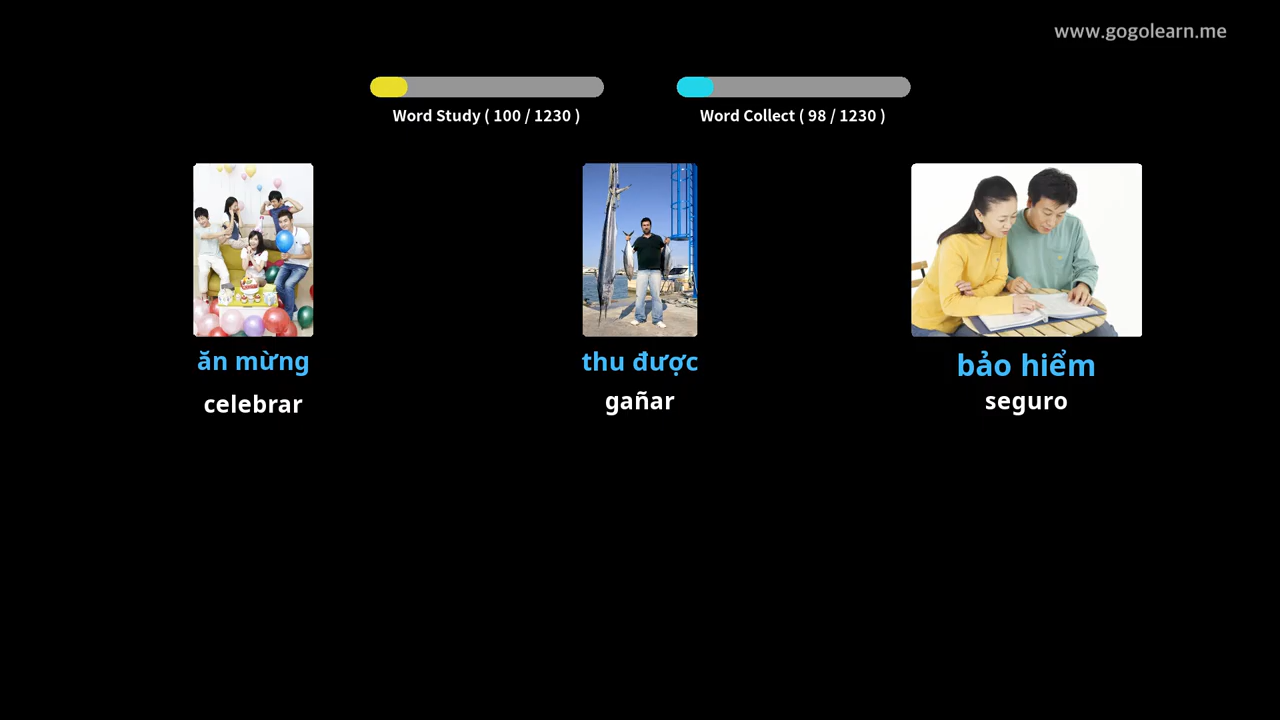 www.gogolearn.me
Word Study ( 100 / 1230 )
Word Collect ( 98 / 1230 )
ăn mừng
thu được
bảo hiểm
celebrar
gañar
seguro